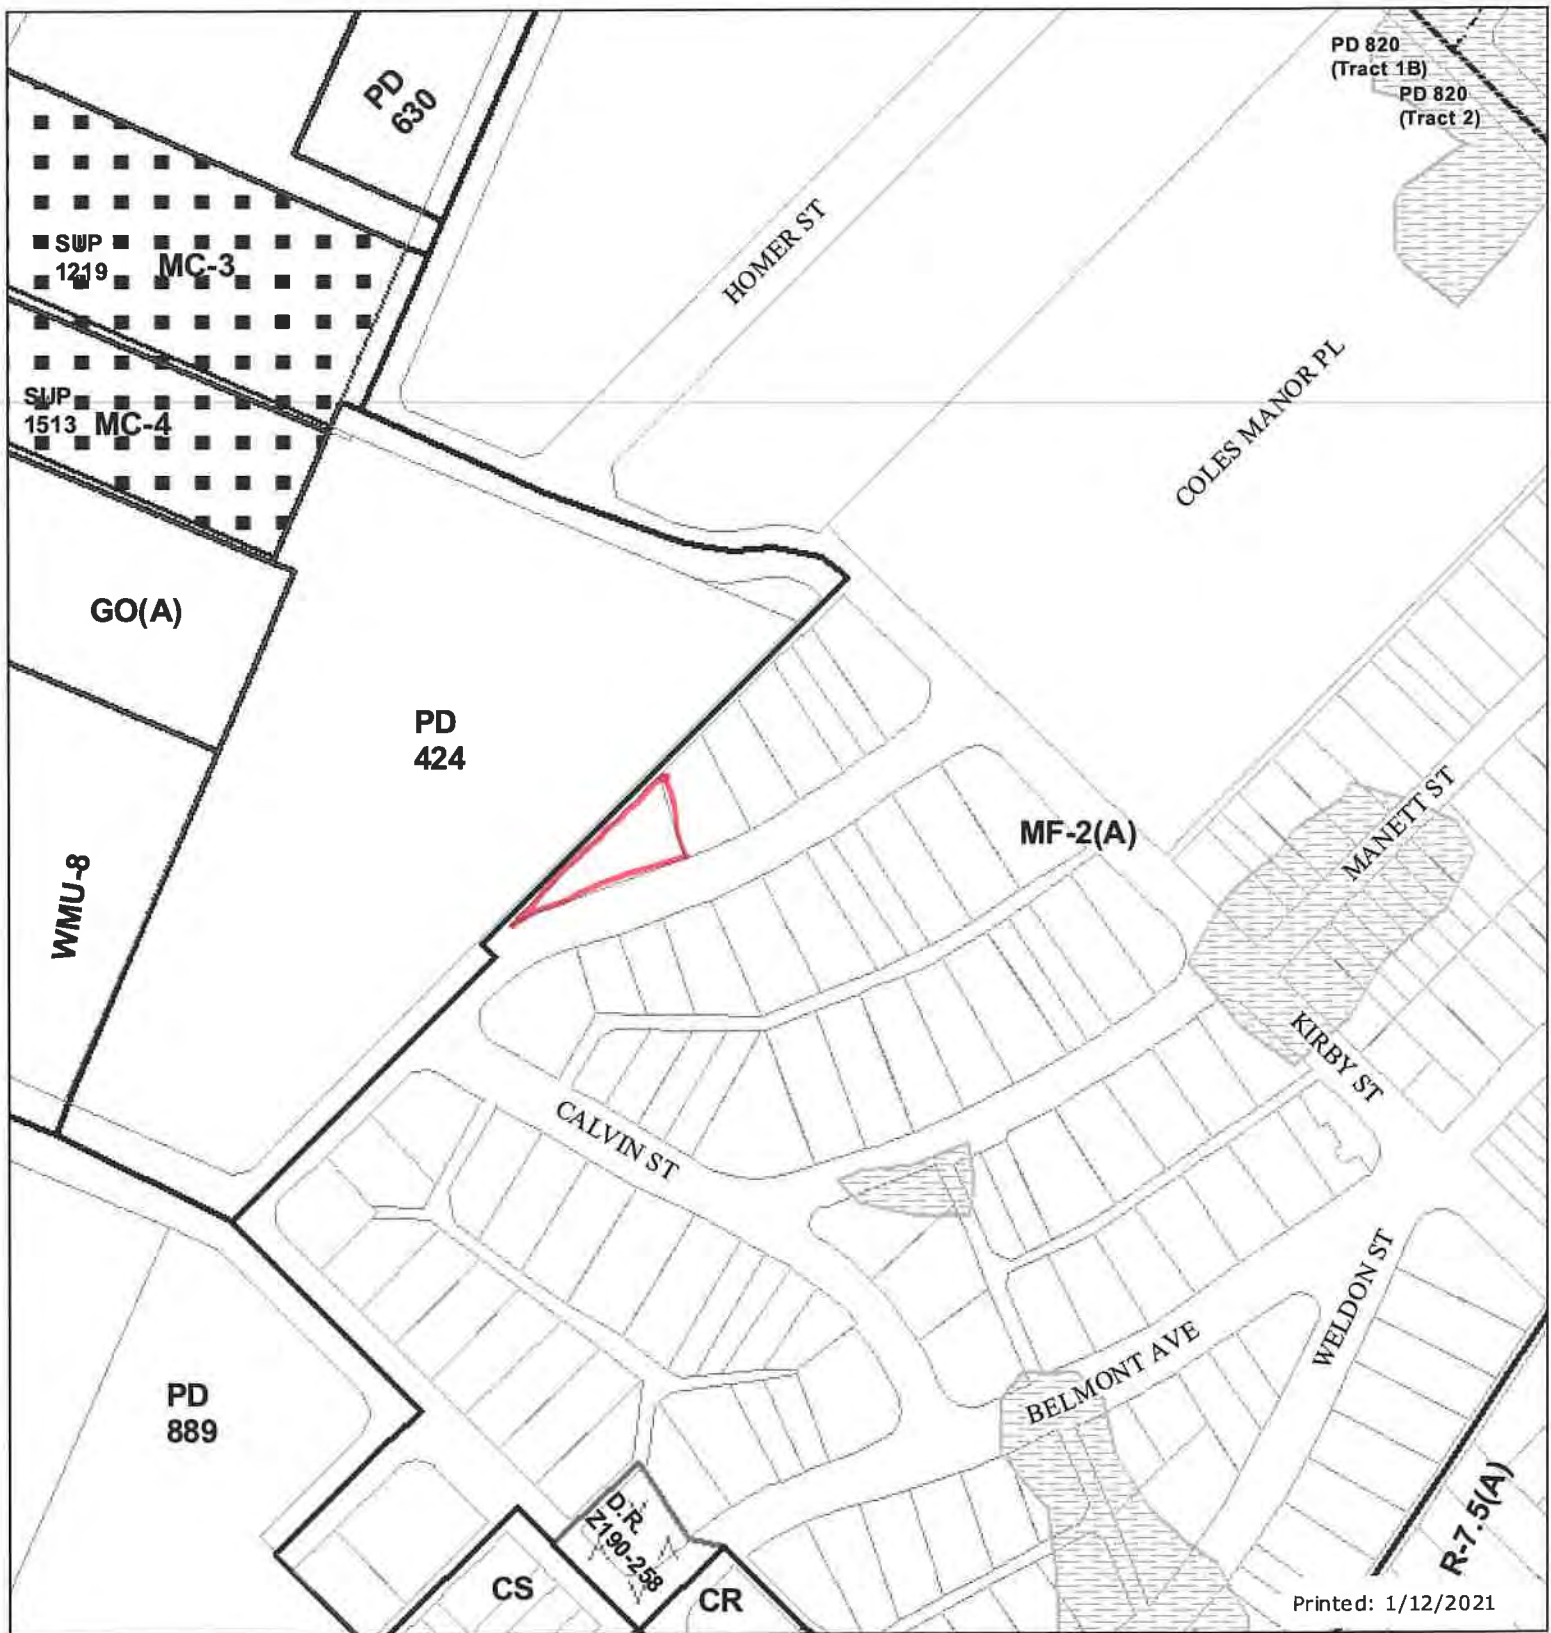 PD 820
(Tract 1B)
PD 820
(Tract 2)
PD
630
HOMER ST
SUP
1219
MC-3
COLES MANOR PL
SUP
1513
MC-4
GO(A)
PD
424
MANETT ST
MF-2(A)
WMU-8
KIRBY ST
CALVIN ST
WELDON ST
BELMONT AVE
PD
889
D.R.
Z190-258
R-7.5(A)
CS
CR
Printed: 1/12/2021